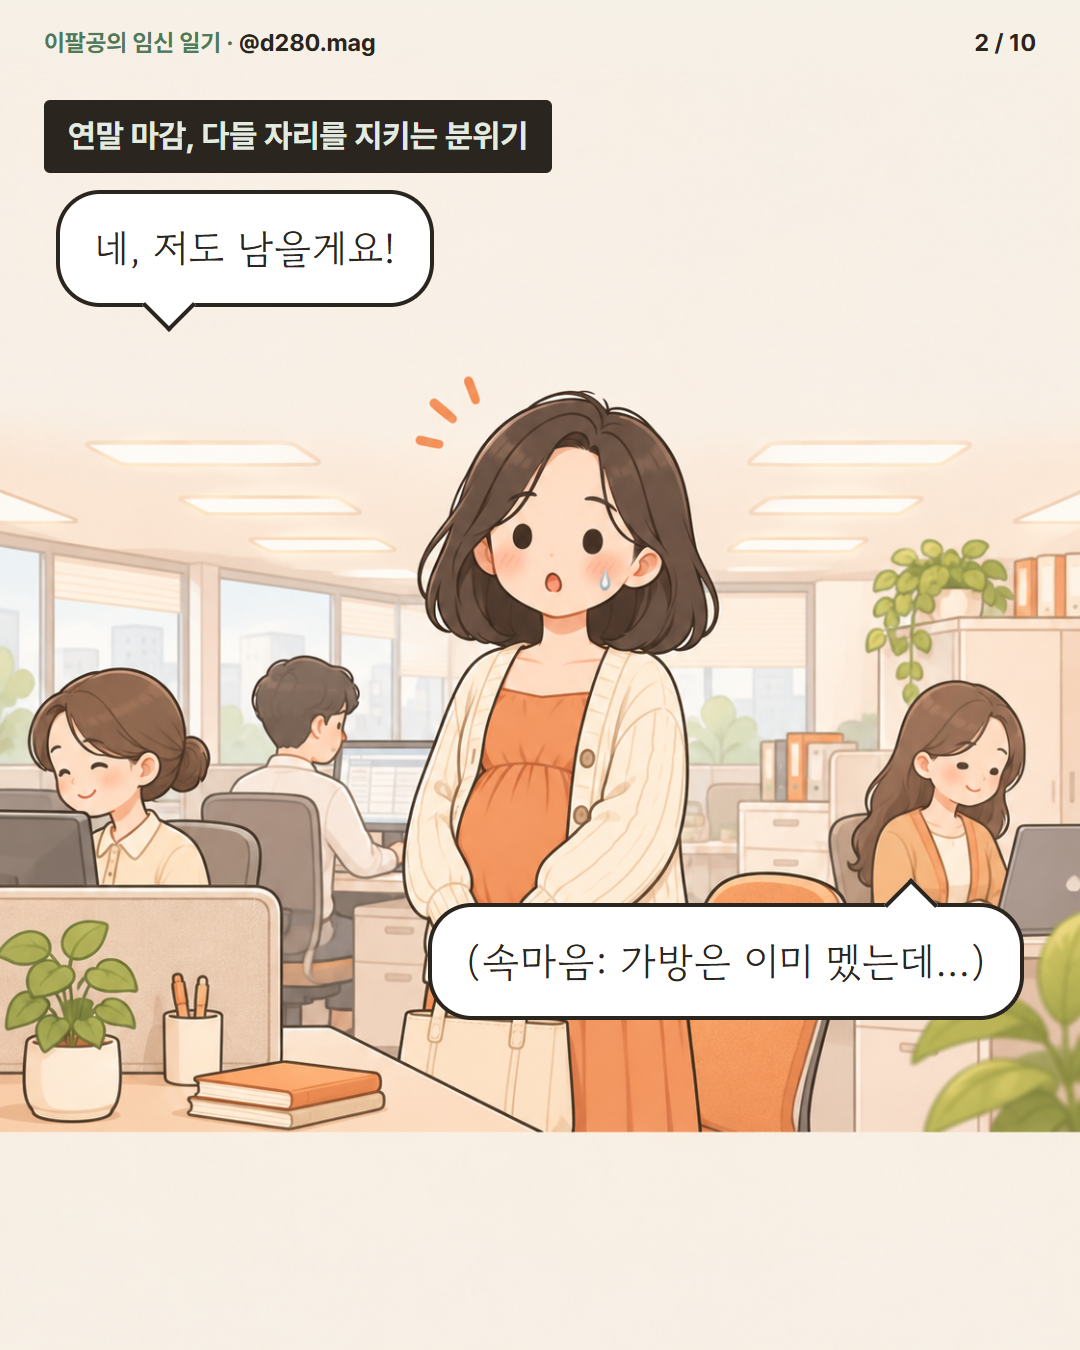 이팔공의 임신 일기 · @d280.mag
2 / 10
연말 마감, 다들 자리를 지키는 분위기
네, 저도 남을게요!
(속마음: 가방은 이미 멨는데...)